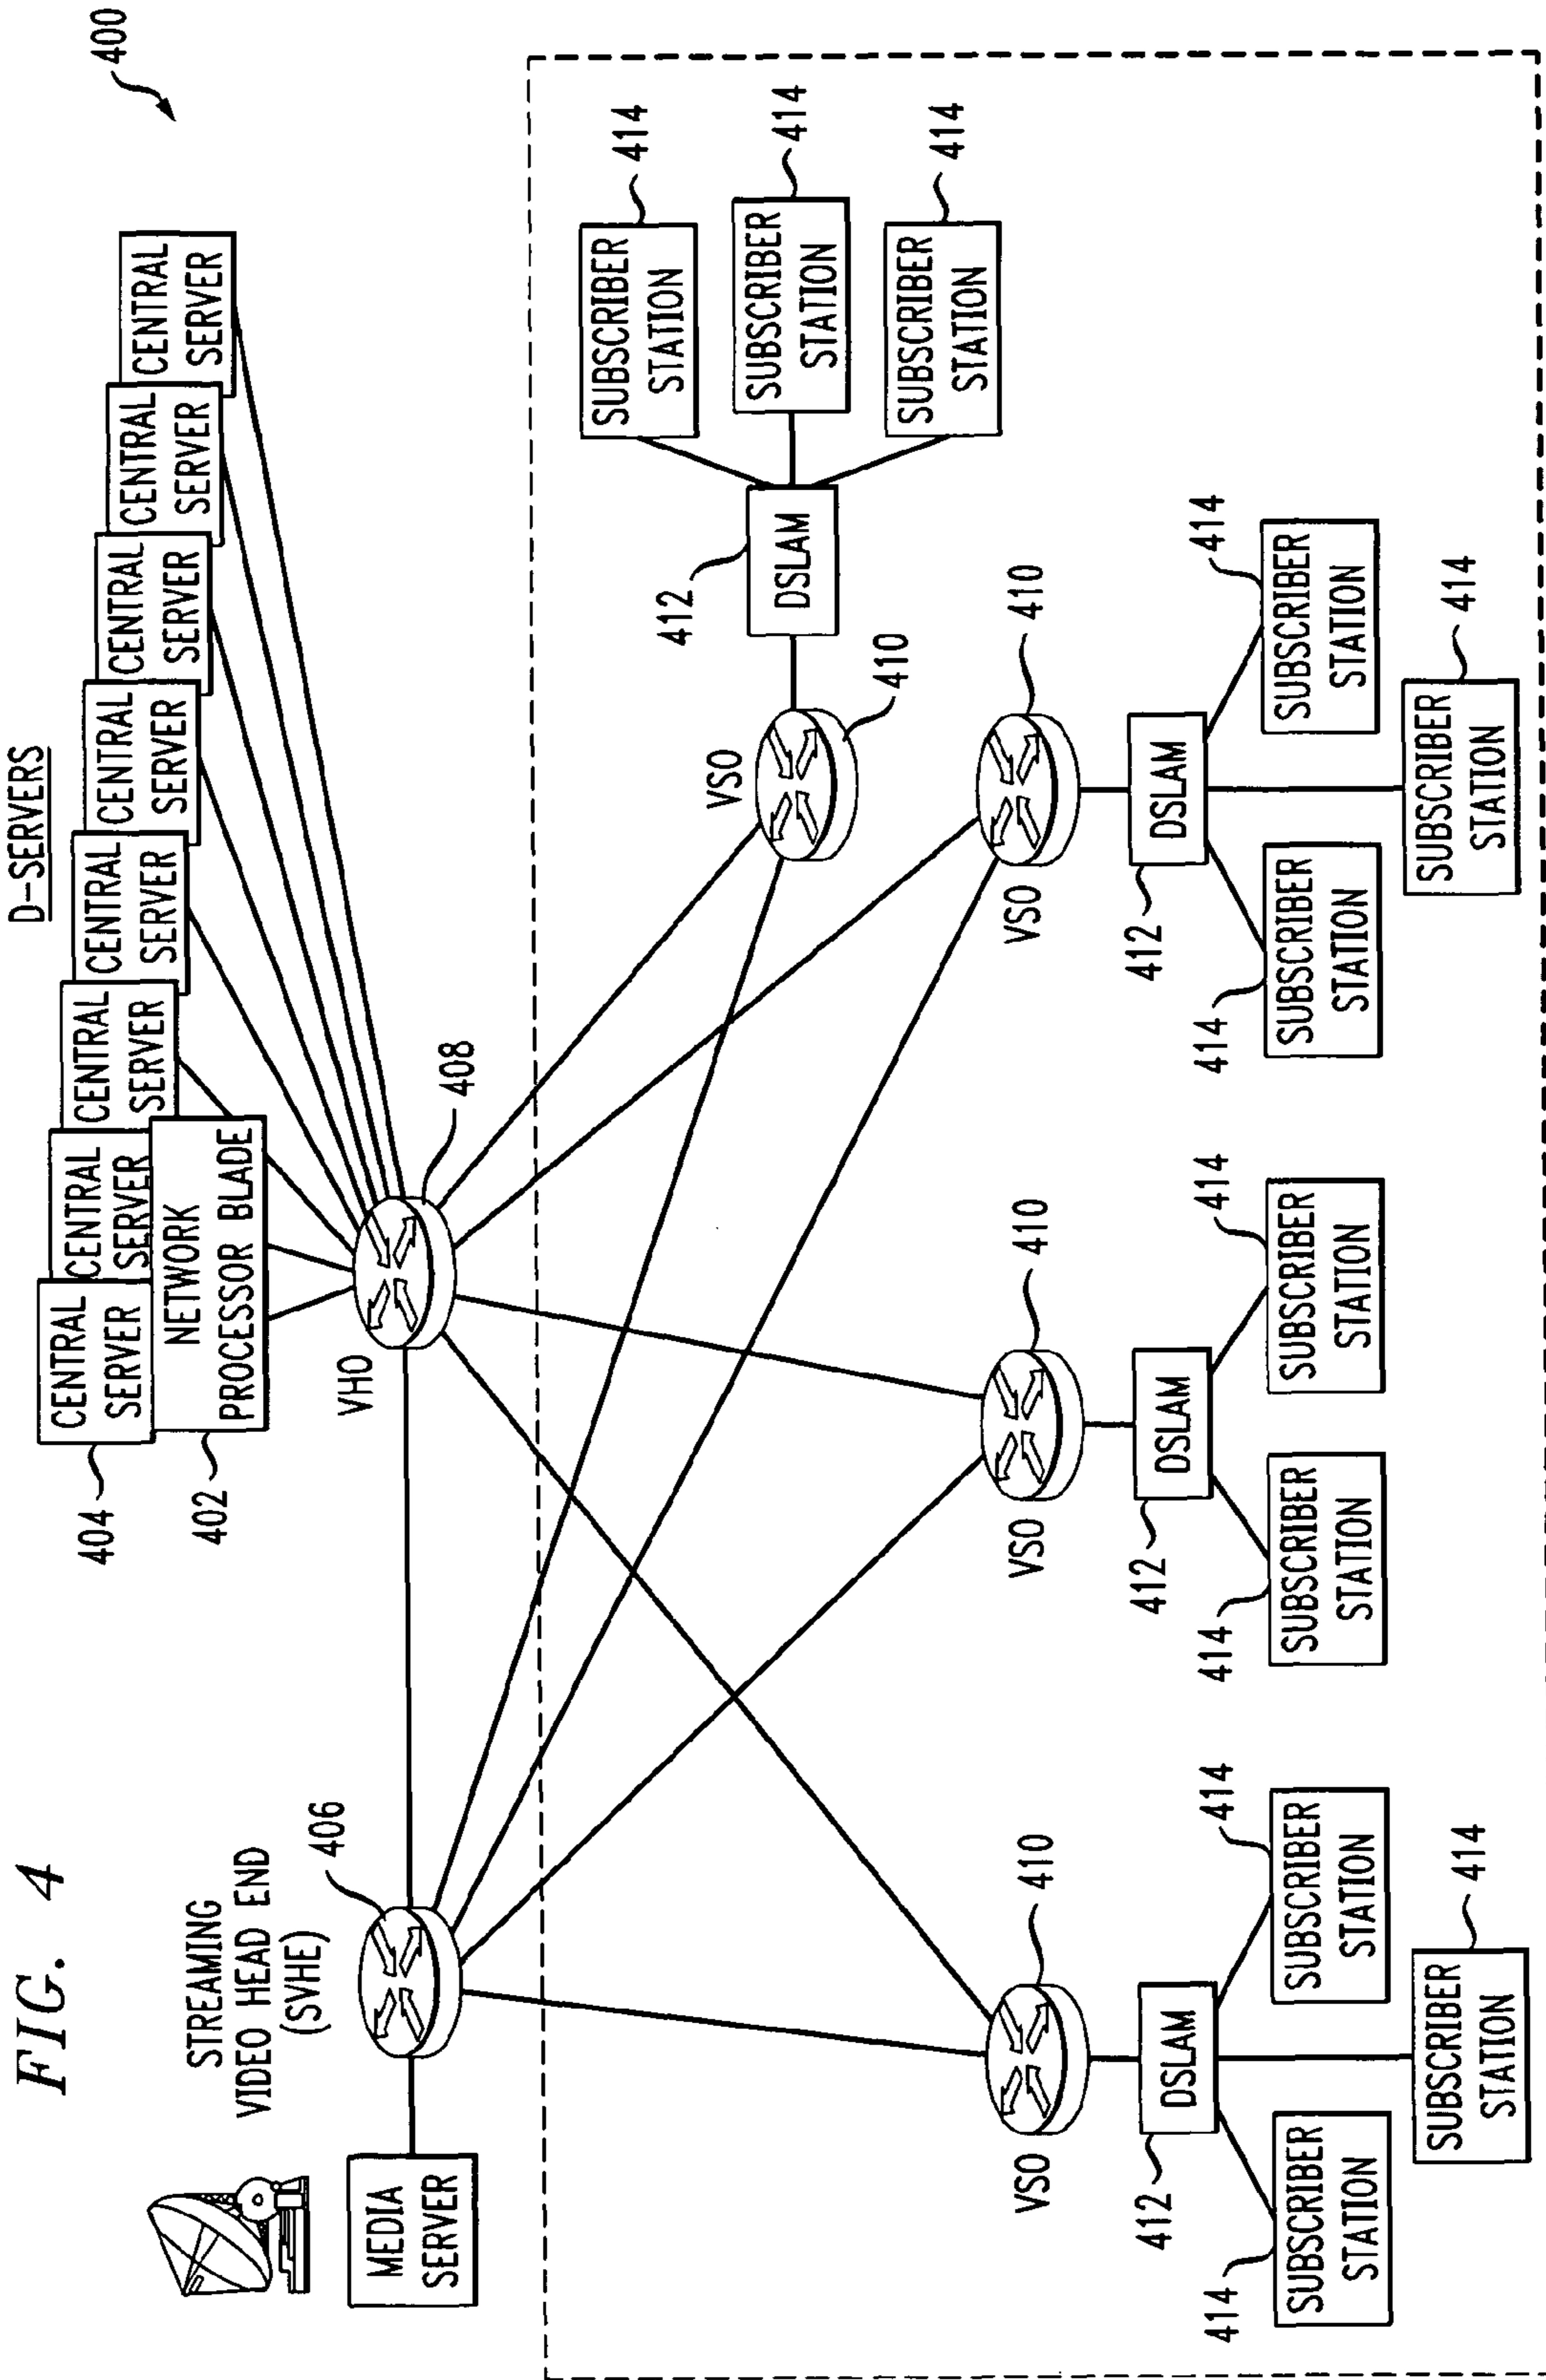 FIG. 4
400
D-SERVERS
CENTRAL
SERVER
CENTRAL
SERVER
CENTRAL
SERVER
CENTRAL
SERVER
CENTRAL
SERVER
CENTRAL
SERVER
CENTRAL
SERVER
CENTRAL
SERVER
404
NETWORK
PROCESSOR BLADE
402
STREAMING
VIDEO HEAD END
(SVHE)
406
MEDIA
SERVER
VHO
408
VSO
410
412
DSLAM
SUBSCRIBER
STATION
414
SUBSCRIBER
STATION
414
SUBSCRIBER
STATION
414
VSO
410
412
DSLAM
414
SUBSCRIBER
STATION
SUBSCRIBER
STATION
414
SUBSCRIBER
STATION
414
VSO
410
412
DSLAM
414
SUBSCRIBER
STATION
414
SUBSCRIBER
STATION
VSO
410
412
DSLAM
414
SUBSCRIBER
STATION
414
SUBSCRIBER
STATION
414
SUBSCRIBER
STATION